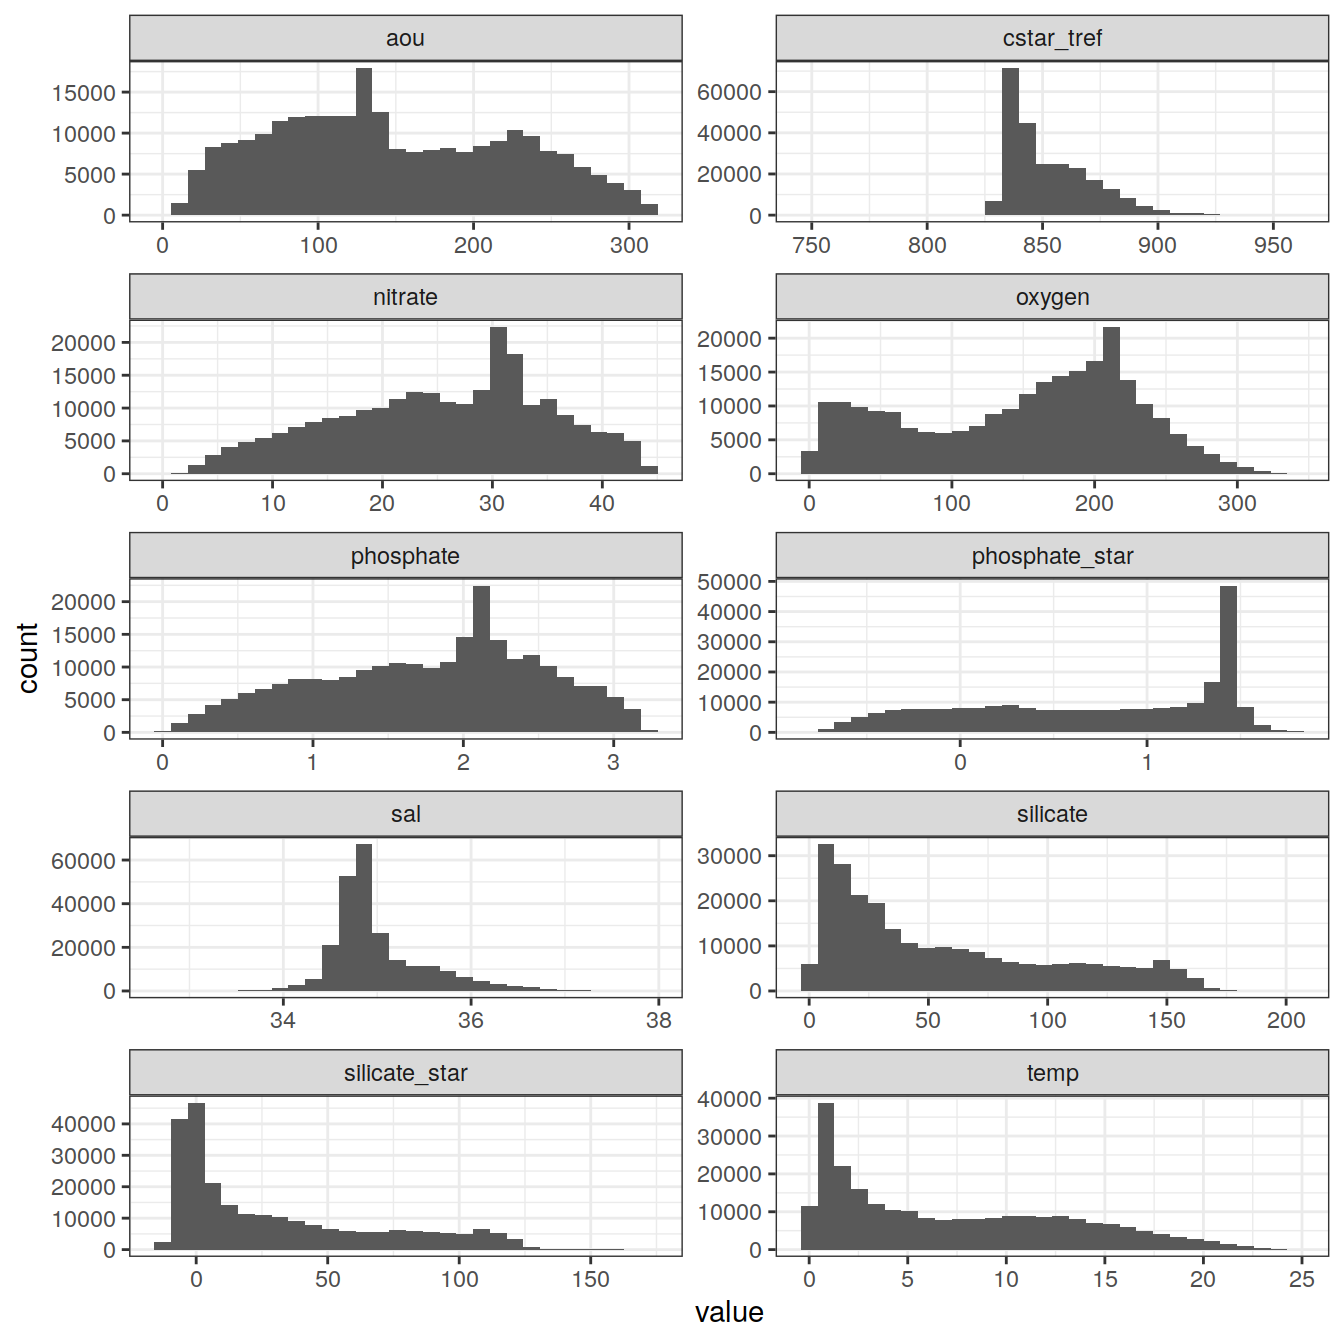 aou
cstar_tref
15000
10000
5000
0
0 100 200 300
60000
40000
20000
0
750 800 850 900 950
nitrate
oxygen
20000
15000
10000
5000
0
0 10 20 30 40
20000
15000
10000
5000
0
0 100 200 300
phosphate
phosphate_star
20000
15000
10000
5000
0
0 1 2 3
50000
40000
30000
20000
10000
0
0 1
sal
silicate
60000
40000
20000
0
34 36 38
30000
20000
10000
0
0 50 100 150 200
silicate_star
temp
40000
30000
20000
10000
0
0 50 100 150
40000
30000
20000
10000
0
0 5 10 15 20 25
count
value